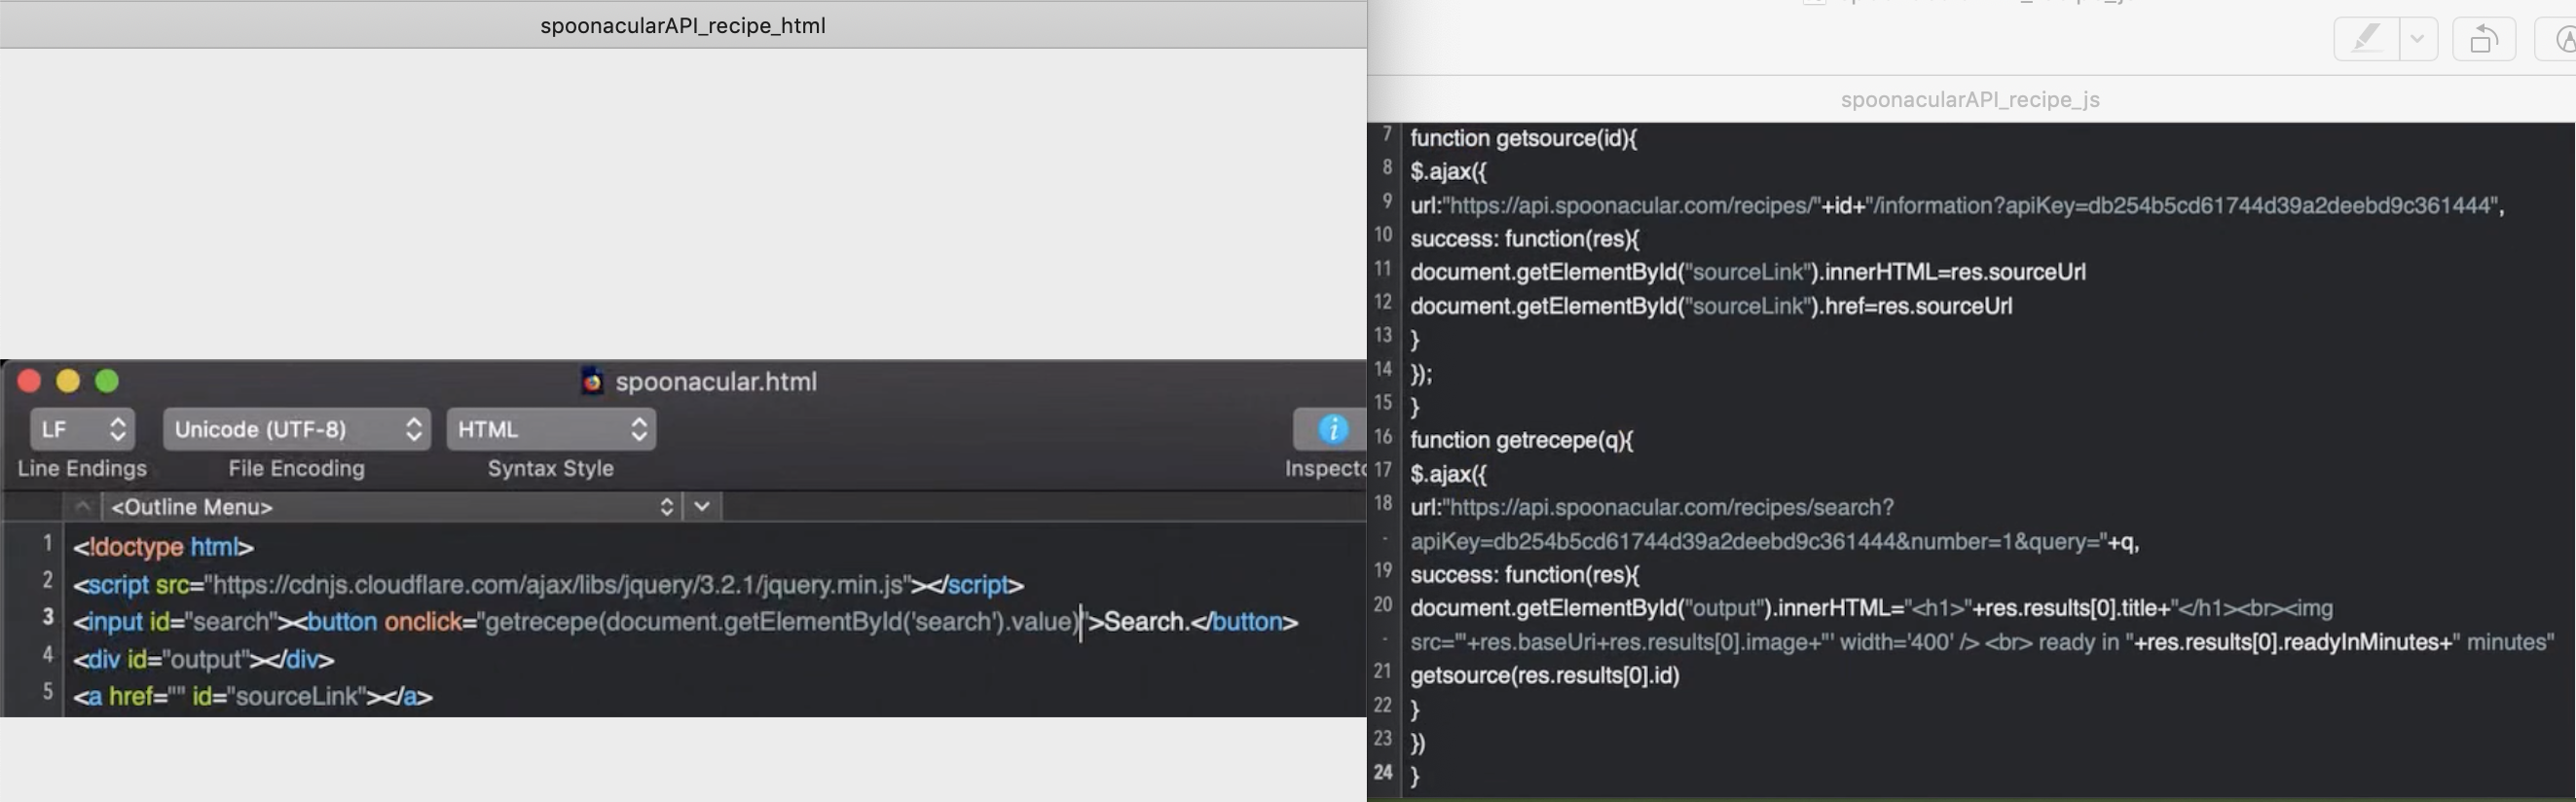 spoonacularAPI_recipe_html
spoonacular.html
LF
Unicode (UTF-8)
HTML
Line Endings
File Encoding
Syntax Style
<Outline Menu>
1 <!doctype html>
2 <script src="https://cdnjs.cloudflare.com/ajax/libs/jquery/3.2.1/jquery.min.js"></script>
3 <input id="search"><button onclick="getrecepe(document.getElementById('search').value)">Search.</button>
4 <div id="output"></div>
5 <a href="" id="sourceLink"></a>
spoonacularAPI_recipe_js
7 function getsource(id){
8 $.ajax({
9 url:"https://api.spoonacular.com/recipes/"+id+"/information?apiKey=db254b5cd61744d39a2deebd9c361444",
10 success: function(res){
11 document.getElementById("sourceLink").innerHTML=res.sourceUrl
12 document.getElementById("sourceLink").href=res.sourceUrl
13 }
14 });
15 }
16 function getrecepe(q){
17 $.ajax({
18 url:"https://api.spoonacular.com/recipes/search?
apiKey=db254b5cd61744d39a2deebd9c361444&number=1&query="+q,
19 success: function(res){
20 document.getElementById("output").innerHTML="<h1>"+res.results[0].title+"</h1><br><img
src='"+res.baseUri+res.results[0].image+"' width='400' /> <br> ready in "+res.results[0].readyInMinutes+" minutes"
21 getsource(res.results[0].id)
22 }
23 })
24 }